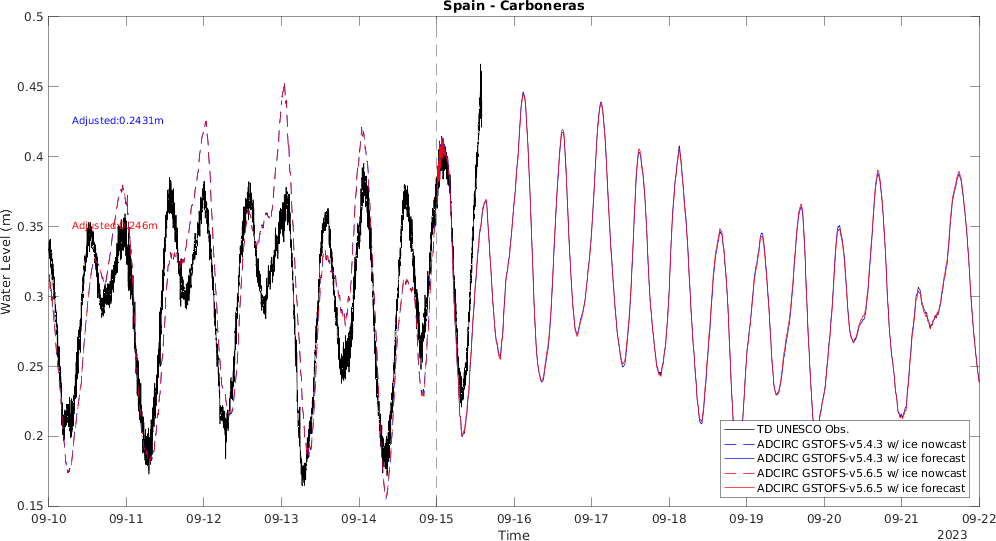 Spain - Carboneras
0.5
0.45
0.4
0.35
0.3
0.25
0.2
0.15
Water Level (m)
Adjusted:0.2431m
Adjusted:0.246m
TD UNESCO Obs.
ADCIRC GSTOFS-v5.4.3 w/ ice nowcast
ADCIRC GSTOFS-v5.4.3 w/ ice forecast
ADCIRC GSTOFS-v5.6.5 w/ ice nowcast
ADCIRC GSTOFS-v5.6.5 w/ ice forecast
09-10 09-11 09-12 09-13 09-14 09-15 09-16 09-17 09-18 09-19 09-20 09-21 09-22
Time
2023